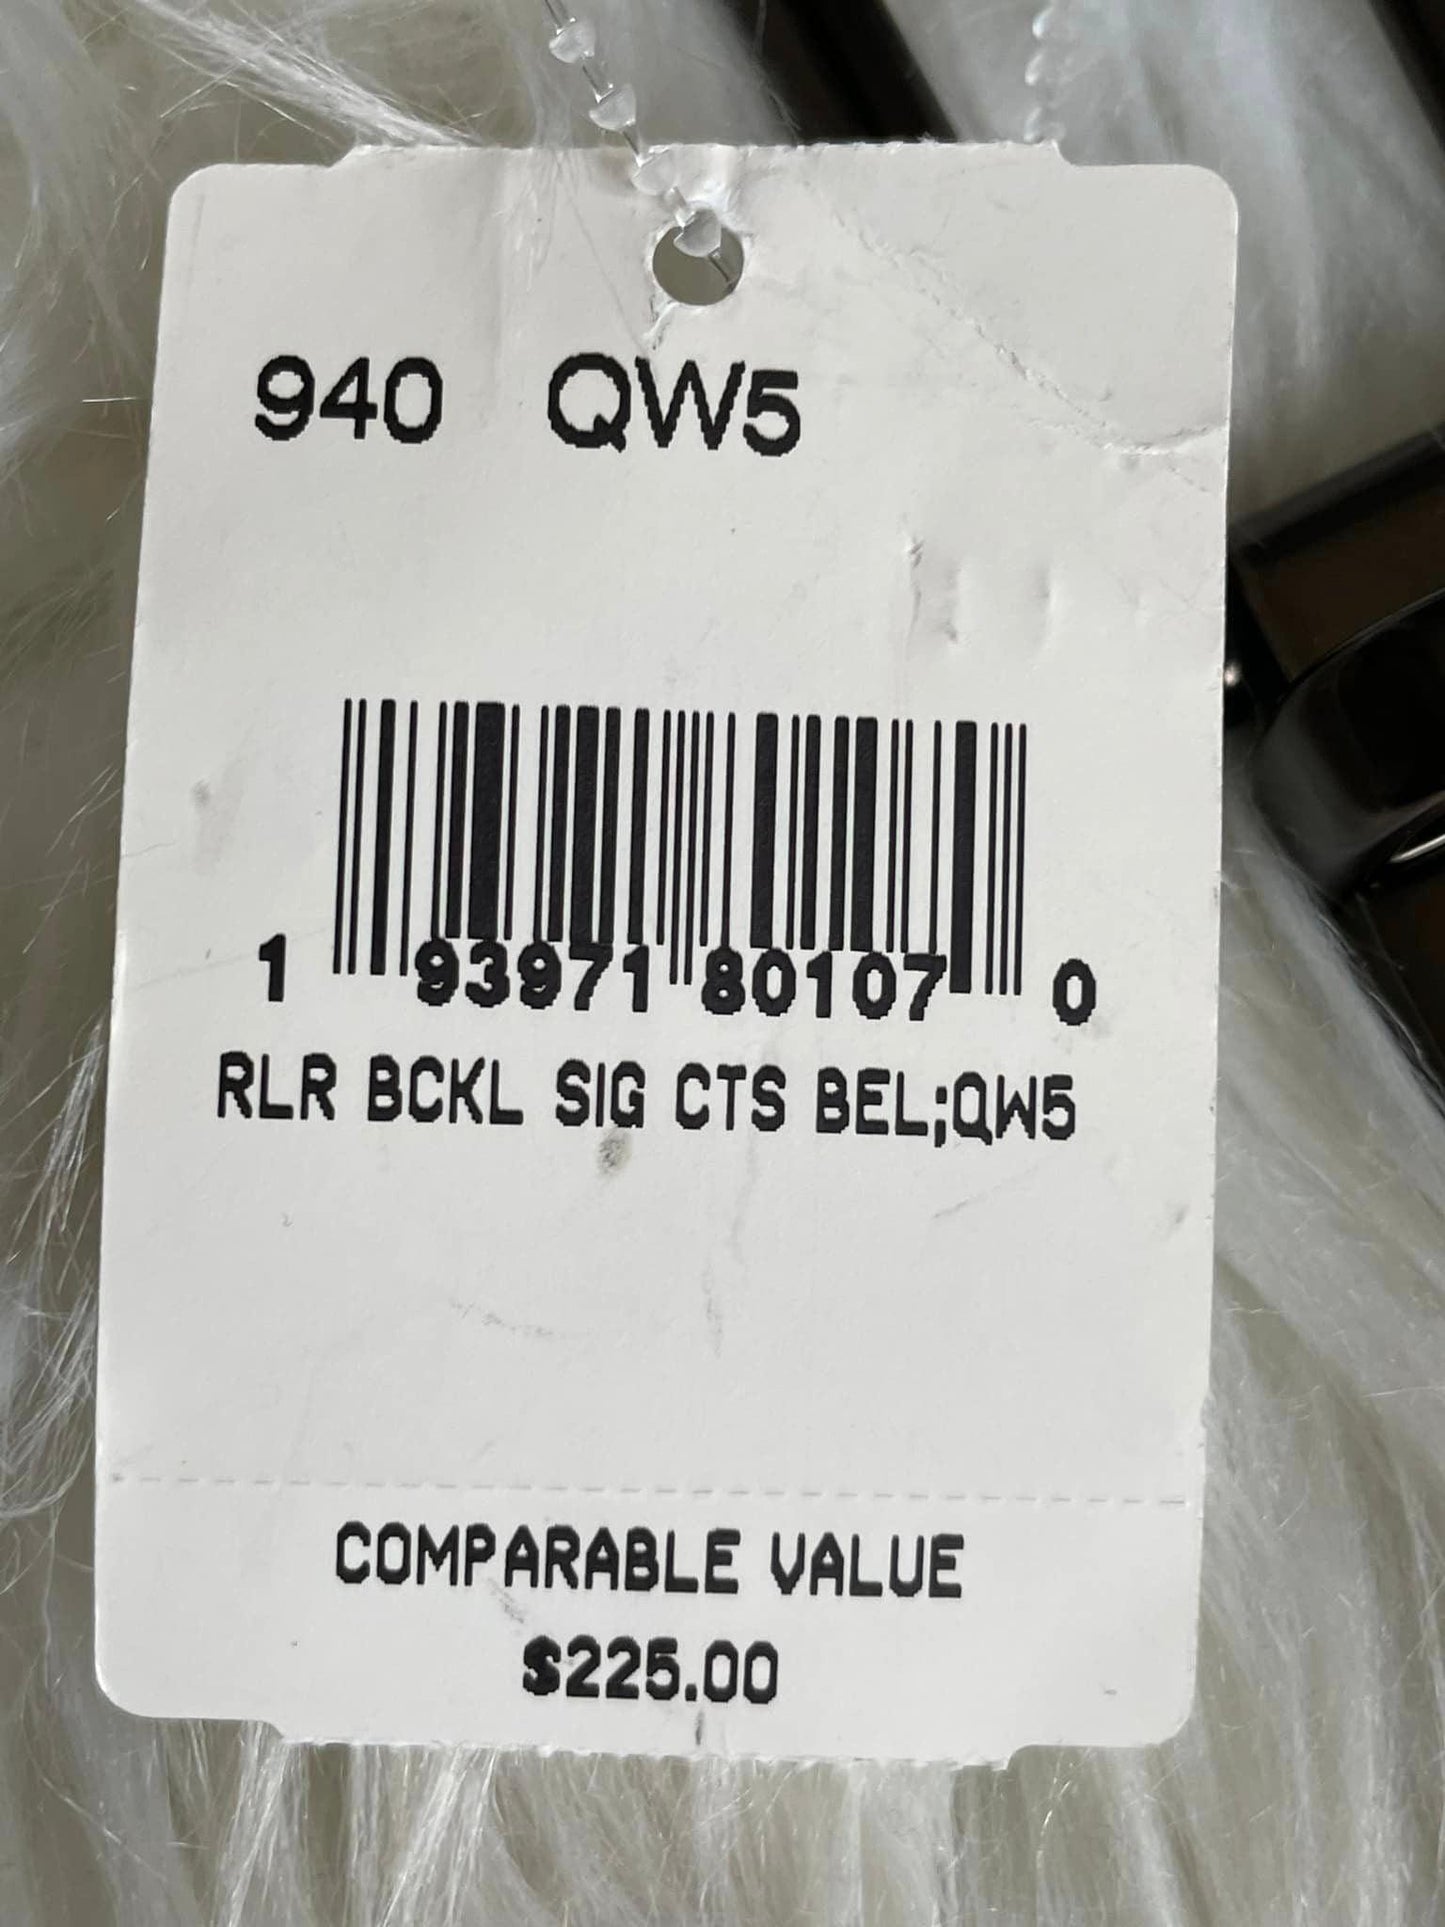 940 QW5
1 93971 80107 0
RLR BCKL SIG CTS BEL;QW5
COMPARABLE VALUE
$225.00